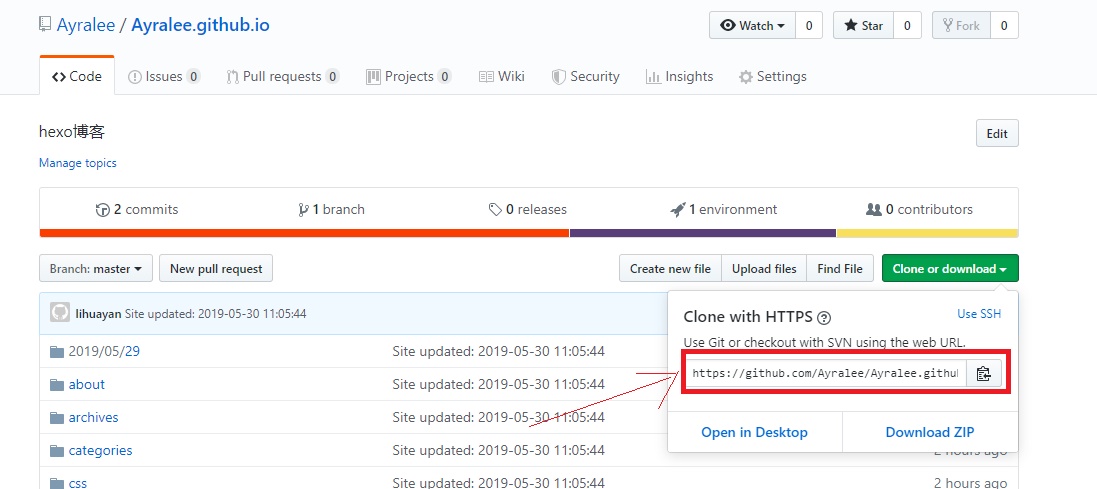 Ayralee / Ayralee.github.io
Watch 0 Star 0 Fork 0
Code Issues 0 Pull requests 0 Projects 0 Wiki Security Insights Settings
hexo博客
Edit
Manage topics
2 commits 1 branch 0 releases 1 environment 0 contributors
Branch: master New pull request Create new file Upload files Find File Clone or download
lihuayan Site updated: 2019-05-30 11:05:44
Clone with HTTPS Use SSH
Use Git or checkout with SVN using the web URL.
https://github.com/Ayralee/Ayralee.githu
Open in Desktop Download ZIP
2019/05/29 Site updated: 2019-05-30 11:05:44
about Site updated: 2019-05-30 11:05:44
archives Site updated: 2019-05-30 11:05:44
categories Site updated: 2019-05-30 11:05:44 2 hours ago
css Site updated: 2019-05-30 11:05:44 2 hours ago